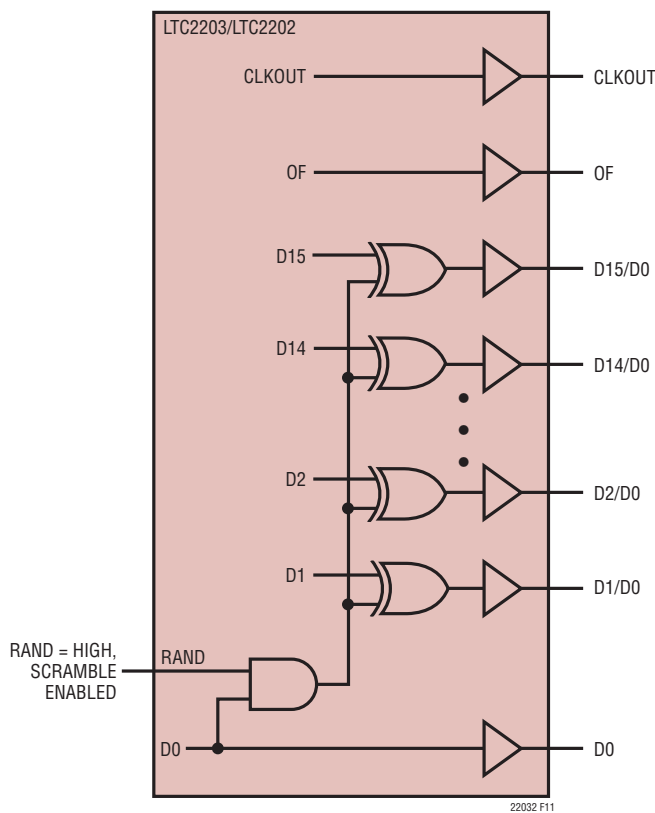 LTC2203/LTC2202
CLKOUT
CLKOUT
OF
OF
D15
D15/D0
D14
D14/D0
D2
D2/D0
D1
D1/D0
RAND = HIGH,
SCRAMBLE
ENABLED
RAND
D0
D0
22032 F11